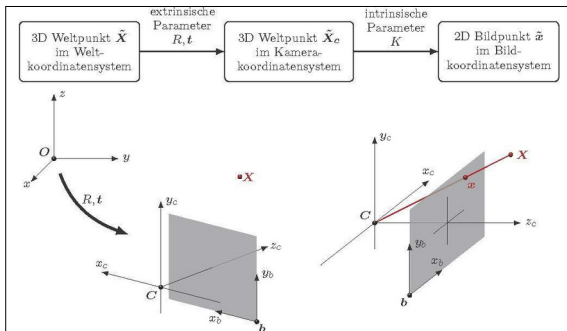 3D Weltpunkt X̃
im Welt-
koordinatensystem
extrinsische
Parameter
R, t
3D Weltpunkt X̃c
im Kamera-
koordinatensystem
intrinsische
Parameter
K
2D Bildpunkt x̃
im Bild-
koordinatensystem
z
O
y
x
R, t
X
yc
zc
xc
C
yb
xb
b
yc
xc
X
x
C
zc
yb
xb
b